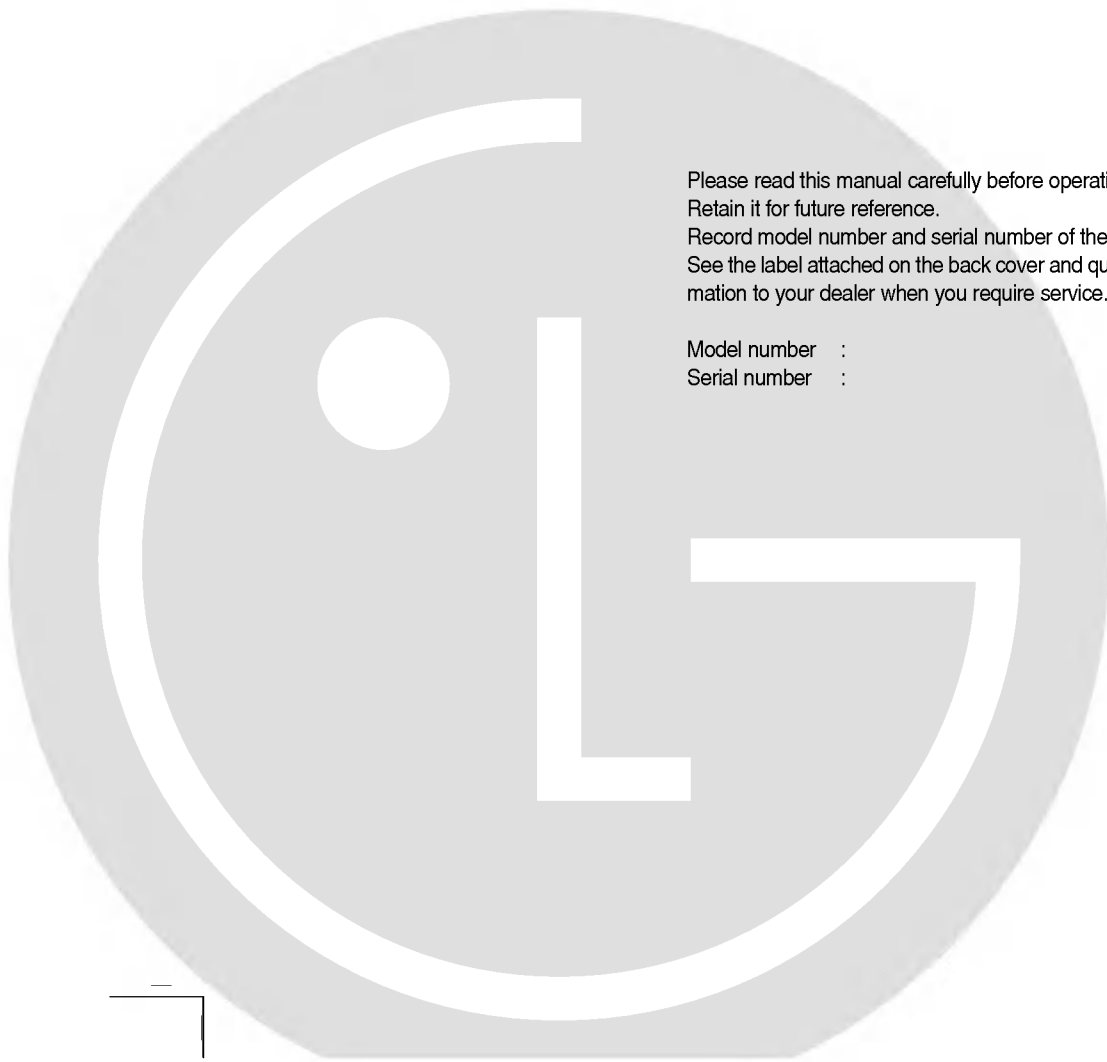 Please read this manual carefully before operati
Retain it for future reference.
Record model number and serial number of the
See the label attached on the back cover and qu
mation to your dealer when you require service.
Model number :
Serial number :
LG